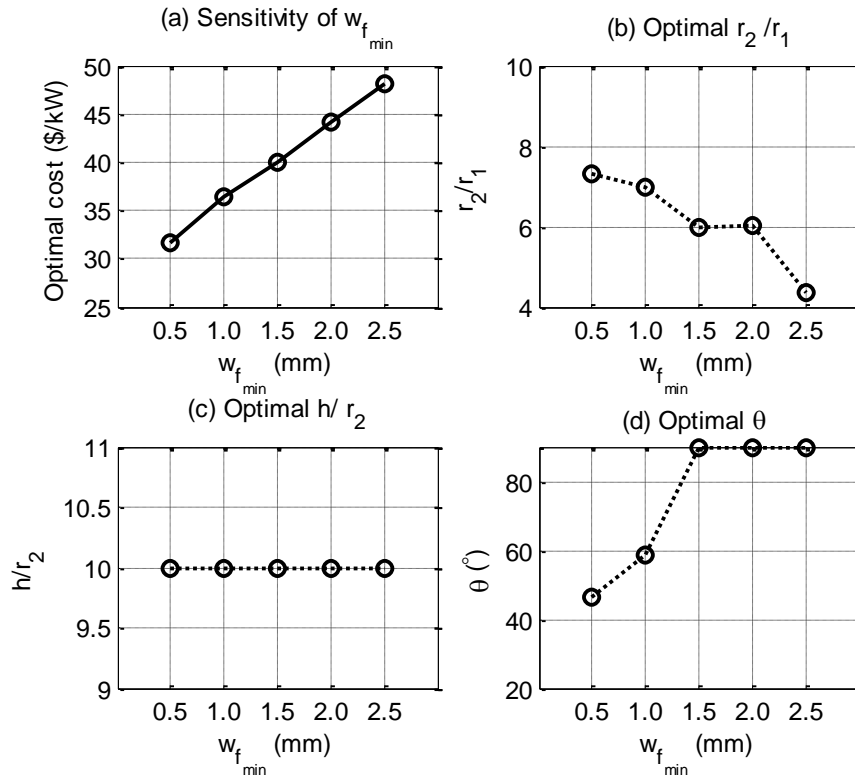 (a) Sensitivity of w_f_min
Optimal cost ($/kW)
50
45
40
35
30
25
0.5 1.0 1.5 2.0 2.5
w_f_min (mm)
(b) Optimal r_2 /r_1
r_2/r_1
10
8
6
4
0.5 1.0 1.5 2.0 2.5
w_f_min (mm)
(c) Optimal h/ r_2
h/r_2
11
10.5
10
9.5
9
0.5 1.0 1.5 2.0 2.5
w_f_min (mm)
(d) Optimal θ
θ (°)
80
60
40
20
0.5 1.0 1.5 2.0 2.5
w_f_min (mm)